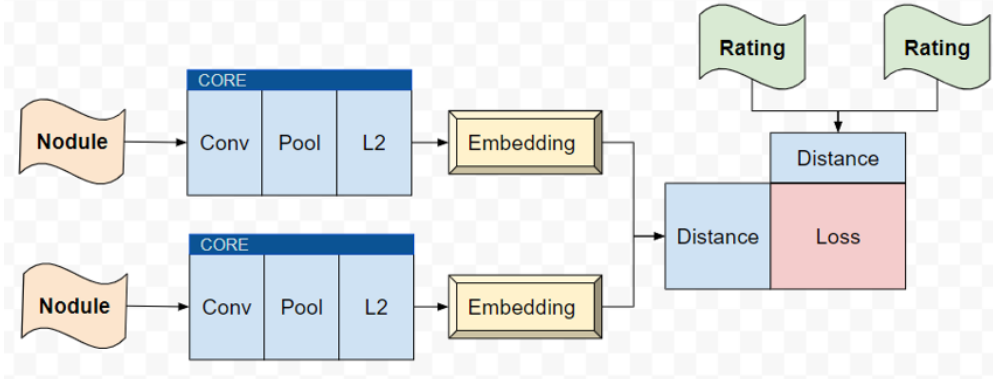 Rating Rating
CORE
Nodule Conv Pool L2 Embedding
Distance
CORE
Distance Loss
Nodule Conv Pool L2 Embedding